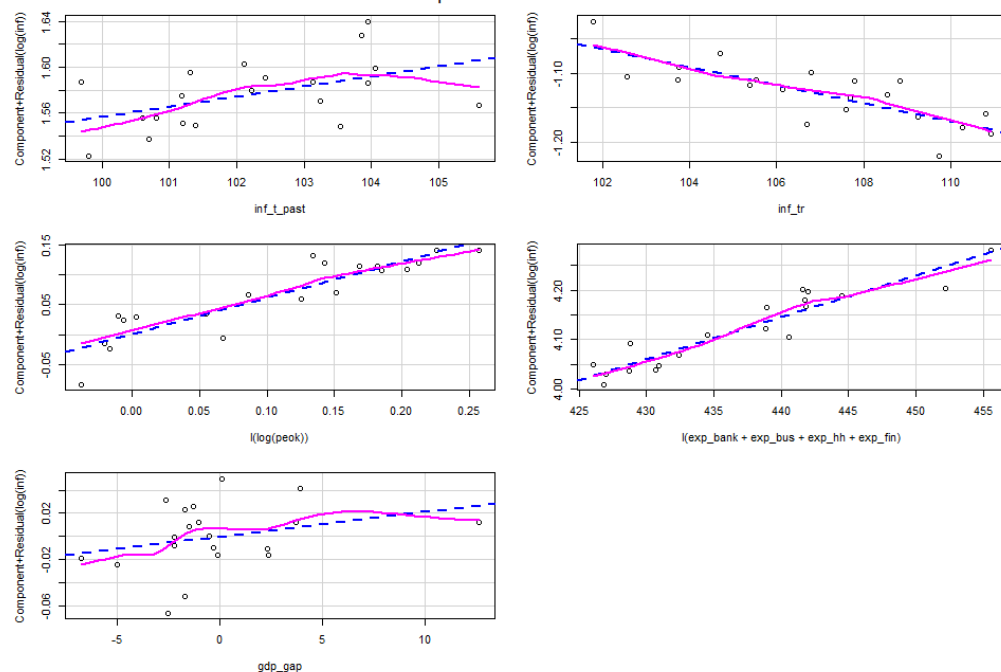 1.52 1.56 1.60 1.64
Component+Residual(log(inf))
100 101 102 103 104 105
inf_t_past
-1.20 -1.10
Component+Residual(log(inf))
102 104 106 108 110
inf_tr
-0.05 0.05 0.15
Component+Residual(log(inf))
0.00 0.05 0.10 0.15 0.20 0.25
I(log(peok))
4.00 4.10 4.20
Component+Residual(log(inf))
425 430 435 440 445 450 455
I(exp_bank + exp_bus + exp_hh + exp_fin)
-0.06 -0.02 0.02
Component+Residual(log(inf))
-5 0 5 10
gdp_gap